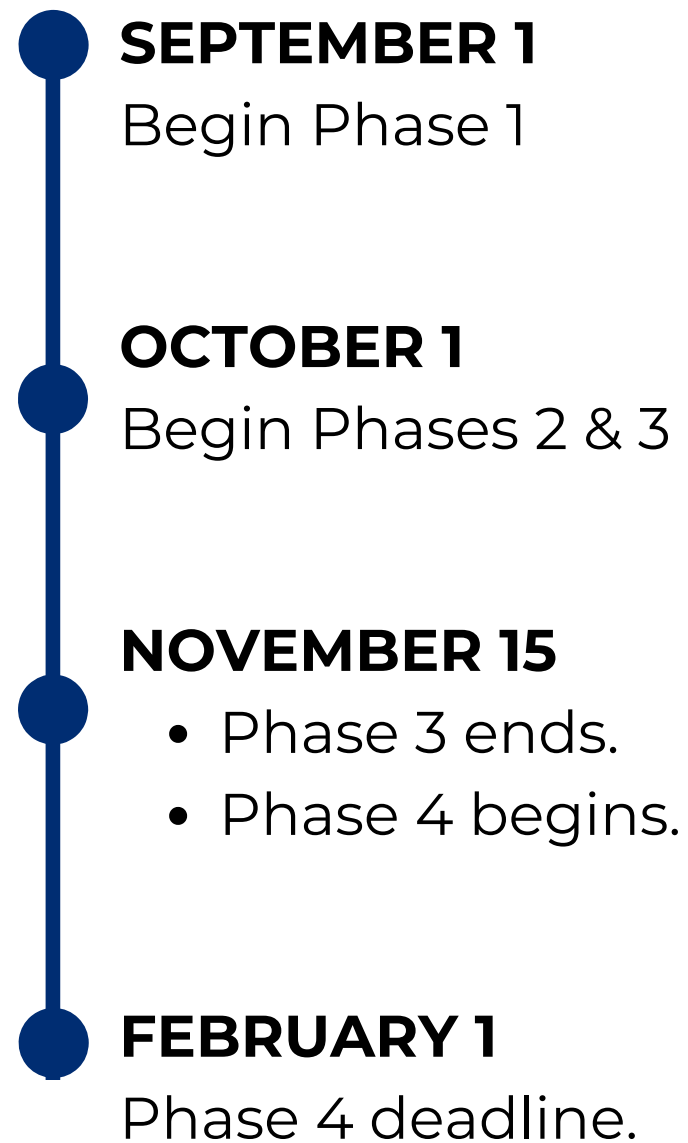 SEPTEMBER 1
Begin Phase 1
OCTOBER 1
Begin Phases 2 & 3
NOVEMBER 15
• Phase 3 ends.
• Phase 4 begins.
FEBRUARY 1
Phase 4 deadline.